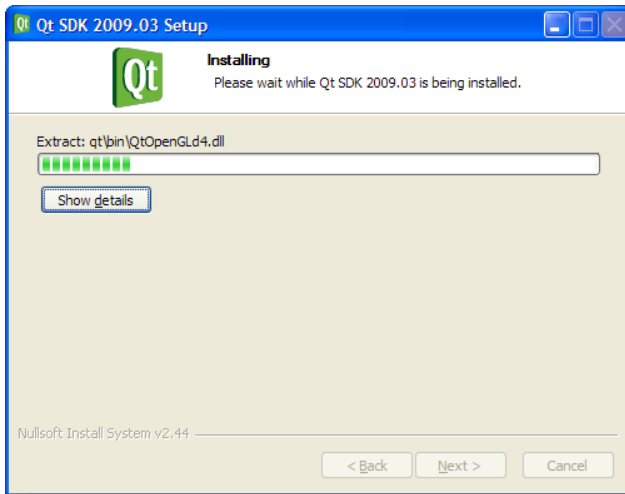 Qt SDK 2009.03 Setup
Qt
Installing
Please wait while Qt SDK 2009.03 is being installed.
Extract: qt\bin\QtOpenGLd4.dll
Show details
Nullsoft Install System v2.44
< Back
Next >
Cancel